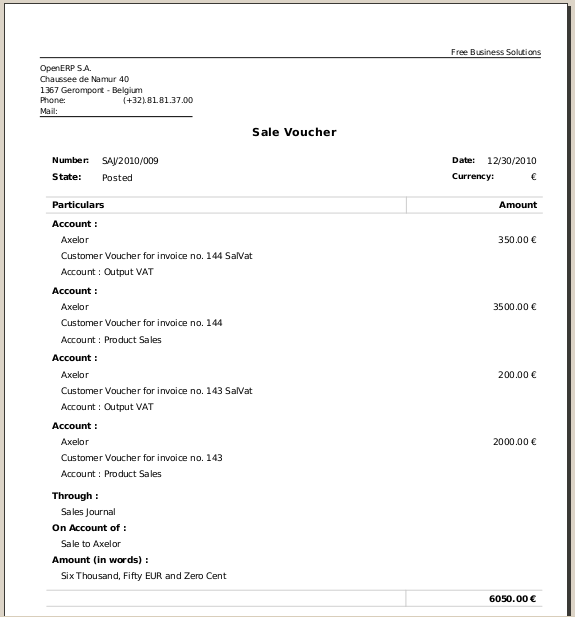 Free Business Solutions
OpenERP S.A.
Chaussee de Namur 40
1367 Gerompont - Belgium
Phone: (+32).81.81.37.00
Mail:
Sale Voucher
Number: SAJ/2010/009 Date: 12/30/2010
State: Posted Currency: €
Particulars Amount
Account :
Axelor 350.00 €
Customer Voucher for invoice no. 144 SalVat
Account : Output VAT
Account :
Axelor 3500.00 €
Customer Voucher for invoice no. 144
Account : Product Sales
Account :
Axelor 200.00 €
Customer Voucher for invoice no. 143 SalVat
Account : Output VAT
Account :
Axelor 2000.00 €
Customer Voucher for invoice no. 143
Account : Product Sales
Through :
Sales Journal
On Account of :
Sale to Axelor
Amount (in words) :
Six Thousand, Fifty EUR and Zero Cent
6050.00 €